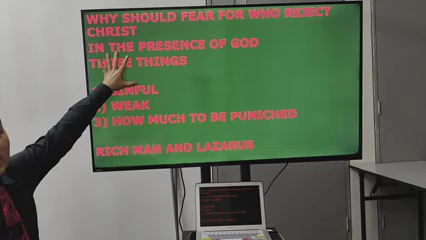 WHY SHOULD FEAR FOR WHO REJECT
CHRIST
IN THE PRESENCE OF GOD
THINGS
SINFUL
WEAK
3) HOW MUCH TO BE PUNICHED
RICH MAN AND LAZARUS